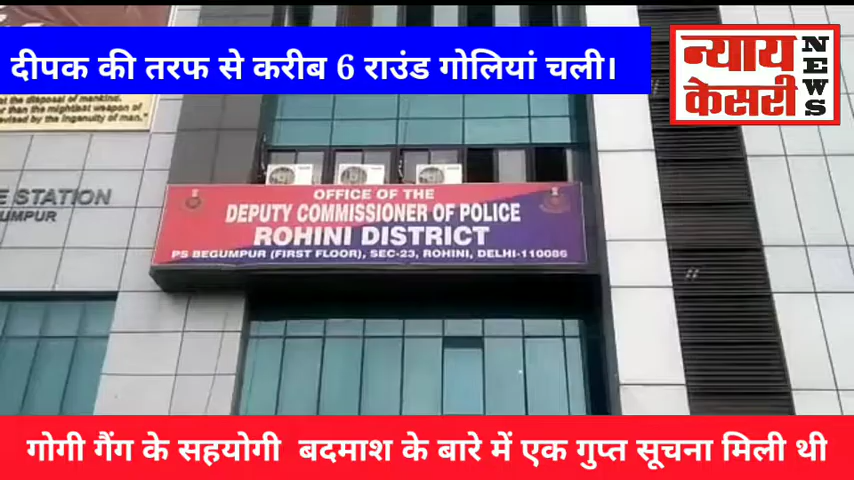 दीपक की तरफ से करीब 6 राउंड गोलियां चली।
न्याय
केसरी
NEWS
at the disposal of mankind.
than the mightiest weapon of
by the ingenuity of man."
STATION
OFFICE OF THE
DEPUTY COMMISSIONER OF POLICE
ROHINI DISTRICT
PS BEGUMPUR (FIRST FLOOR), SEC-23, ROHINI, DELHI-110086
गोगी गैंग के सहयोगी बदमाश के बारे में एक गुप्त सूचना मिली थी